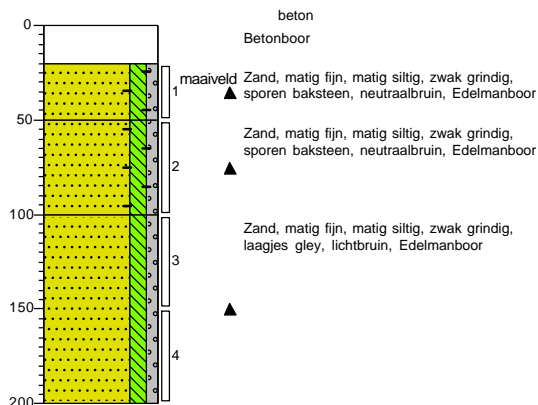 beton
0
Betonboor
maaiveld
Zand, matig fijn, matig siltig, zwak grindig,
sporen baksteen, neutraalbruin, Edelmanboor
1
50
Zand, matig fijn, matig siltig, zwak grindig,
sporen baksteen, neutraalbruin, Edelmanboor
2
100
Zand, matig fijn, matig siltig, zwak grindig,
laagjes gley, lichtbruin, Edelmanboor
3
150
4
200